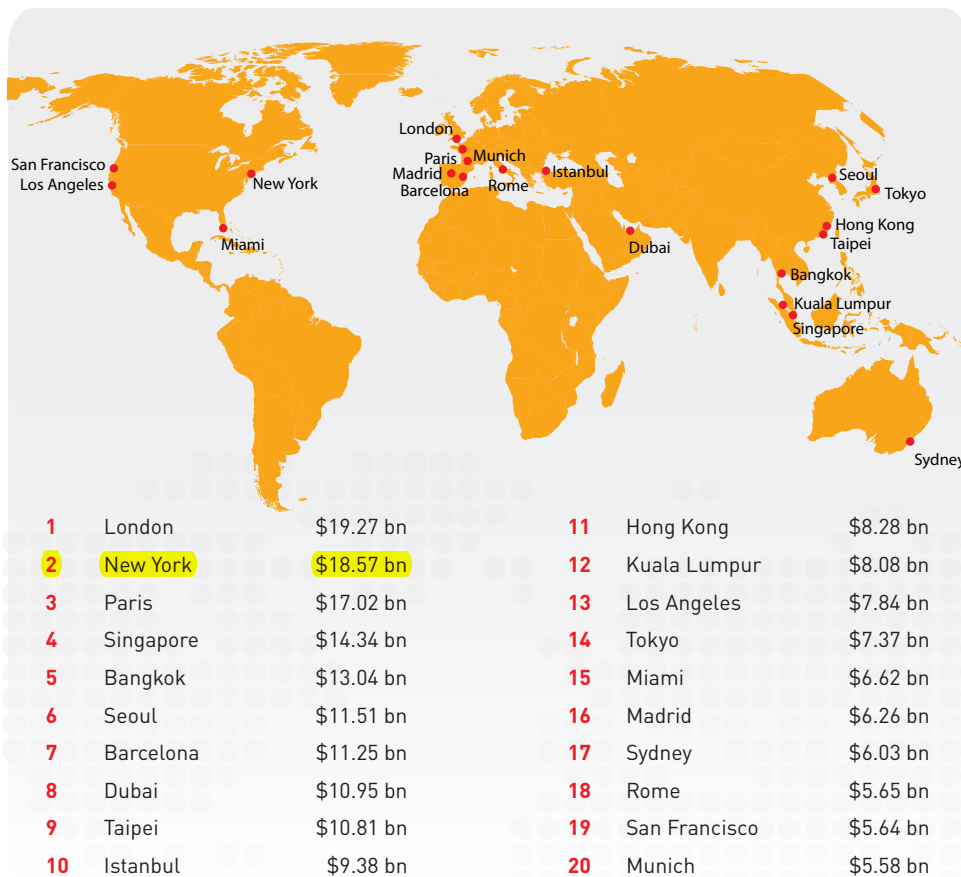 London
San Francisco
Paris
Munich
Los Angeles
New York
Madrid
Barcelona
Rome
Istanbul
Seoul
Tokyo
Miami
Dubai
Hong Kong
Taipei
Bangkok
Kuala Lumpur
Singapore
Sydney
1 London $19.27 bn
2 New York $18.57 bn
3 Paris $17.02 bn
4 Singapore $14.34 bn
5 Bangkok $13.04 bn
6 Seoul $11.51 bn
7 Barcelona $11.25 bn
8 Dubai $10.95 bn
9 Taipei $10.81 bn
10 Istanbul $9.38 bn
11 Hong Kong $8.28 bn
12 Kuala Lumpur $8.08 bn
13 Los Angeles $7.84 bn
14 Tokyo $7.37 bn
15 Miami $6.62 bn
16 Madrid $6.26 bn
17 Sydney $6.03 bn
18 Rome $5.65 bn
19 San Francisco $5.64 bn
20 Munich $5.58 bn